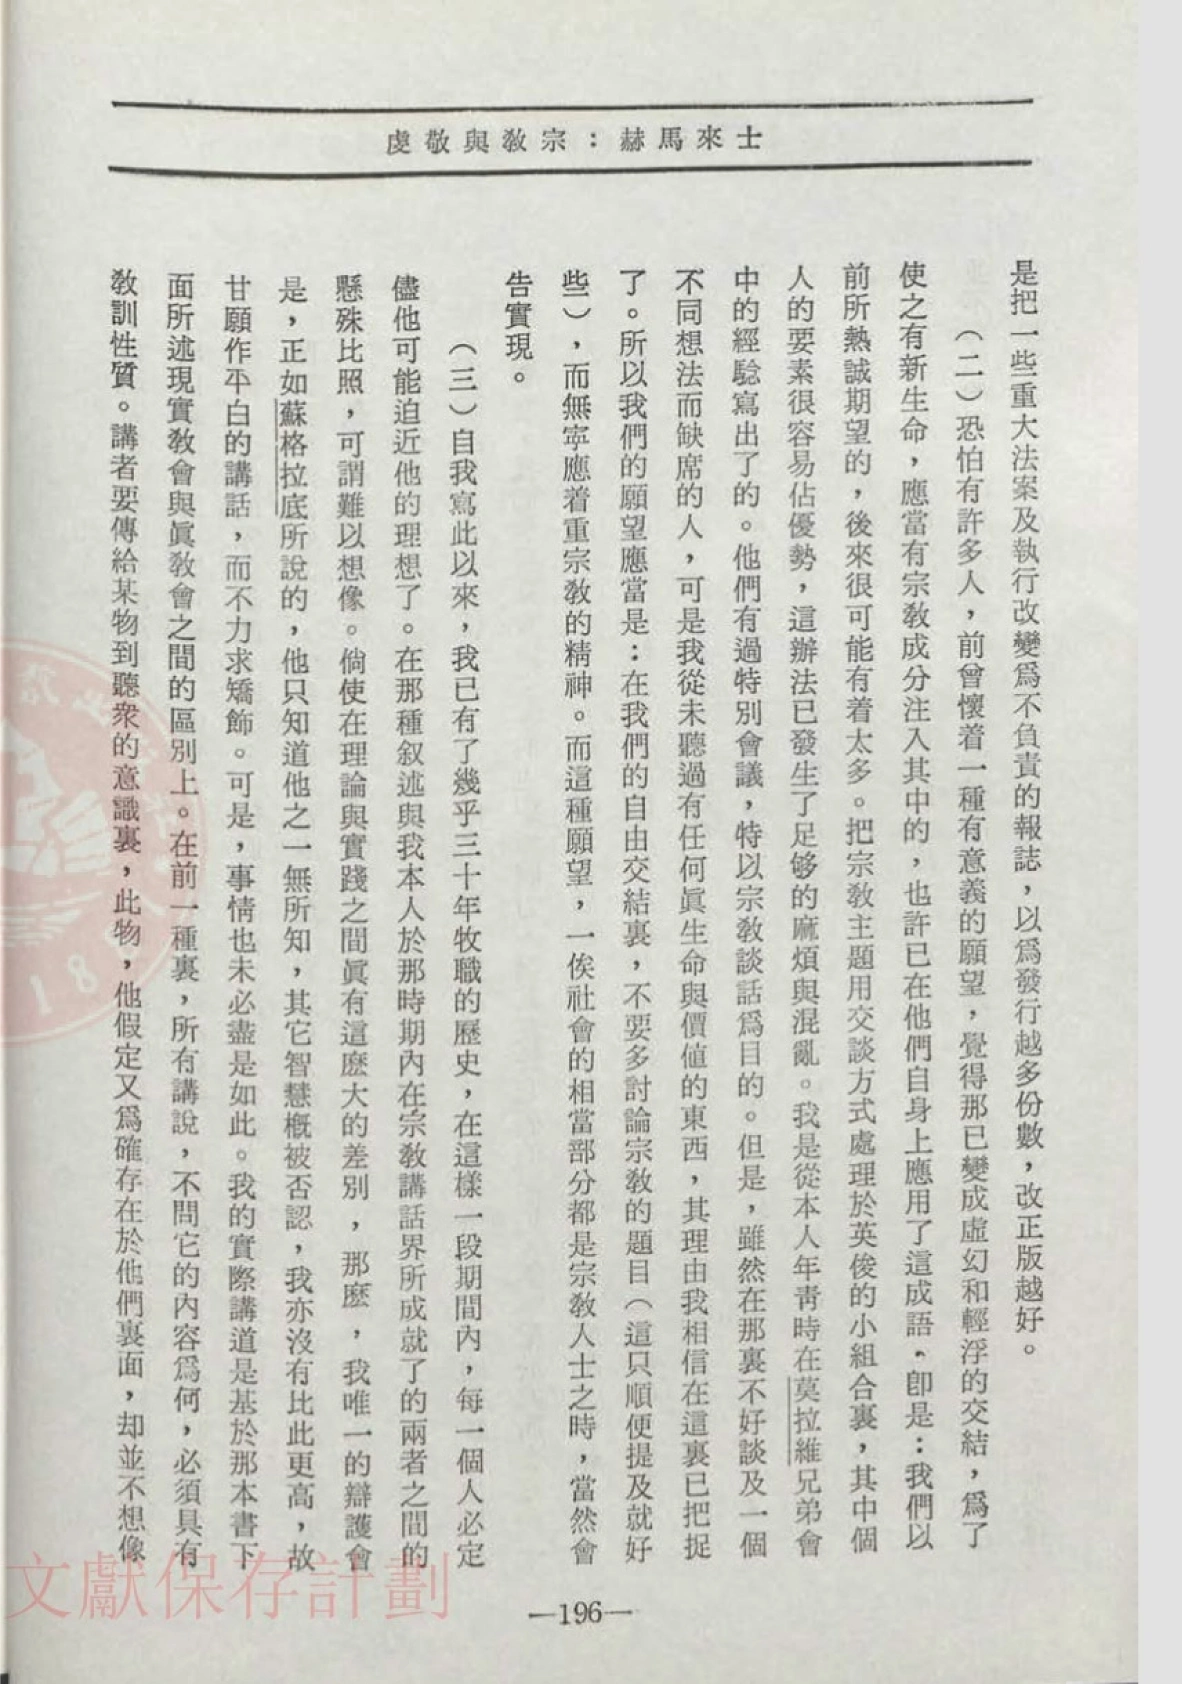 士來馬赫：宗教與敬虔
是把一些重大法案及執行改變爲不負責的報誌，以爲發行越多份數，改正版越好。
（二）恐怕有許多人，前曾懷着一種有意義的願望，覺得那已變成虛幻和輕浮的交結，爲了
使之有新生命，應當有宗教成分注入其中的，也許已在他們自身上應用了這成語，卽是：我們以
前所熱誠期望的，後來很可能有着太多。把宗教主題用交談方式處理於英俊的小組合裏，其中個
人的要素很容易佔優勢，這辦法已發生了足够的麻煩與混亂。我是從本人年靑時在莫拉維兄弟會
中的經驗寫出了的。他們有過特別會議，特以宗教談話爲目的。但是，雖然在那裏不好談及一個
不同想法而缺席的人，可是我從未聽過有任何眞生命與價値的東西，其理由我相信在這裏已把捉
了。所以我們的願望應當是：在我們的自由交結裏，不要多討論宗教的題目（這只順便提及就好
些），而無寧應着重宗教的精神。而這種願望，一俟社會的相當部分都是宗教人士之時，當然會
告實現。
（三）自我寫此以來，我已有了幾乎三十年牧職的歷史，在這樣一段期間內，每一個人必定
儘他可能迫近他的理想了。在那種叙述與我本人於那時期內在宗教講話界所成就了的兩者之間的
懸殊比照，可謂難以想像。倘使在理論與實踐之間眞有這麼大的差別，那麼，我唯一的辯護會
是，正如蘇格拉底所說的，他只知道他之一無所知，其它智慧槪被否認，我亦沒有比此更高，故
甘願作平白的講話，而不力求矯飾。可是，事情也未必盡是如此。我的實際講道是基於那本書下
面所述現實教會與眞教會之間的區別上。在前一種裏，所有講說，不問它的內容爲何，必須具有
教訓性質。講者要傳給某物到聽衆的意識裏，此物，他假定又爲確存在於他們裏面，却並不想像
—196—
文獻保存計劃
18